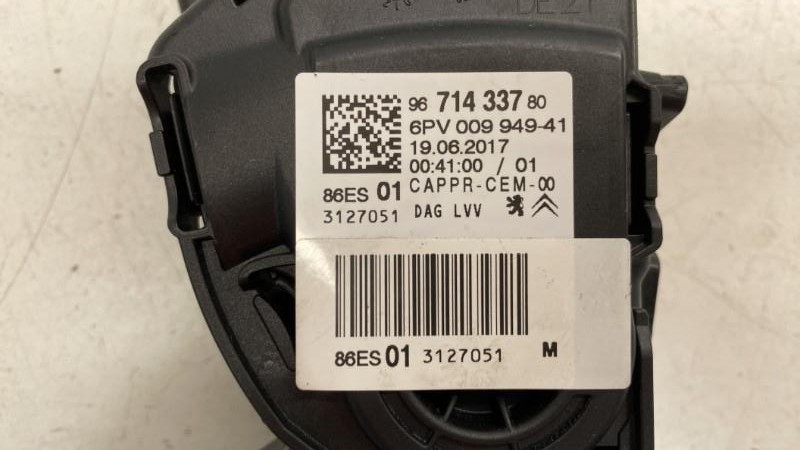 96 714 337 80
6PV 009 949-41
19.06.2017
00:41:00 / 01
86ES 01 CAPPR-CEM-00
3127051 DAG LVV
86ES 01 3127051 M